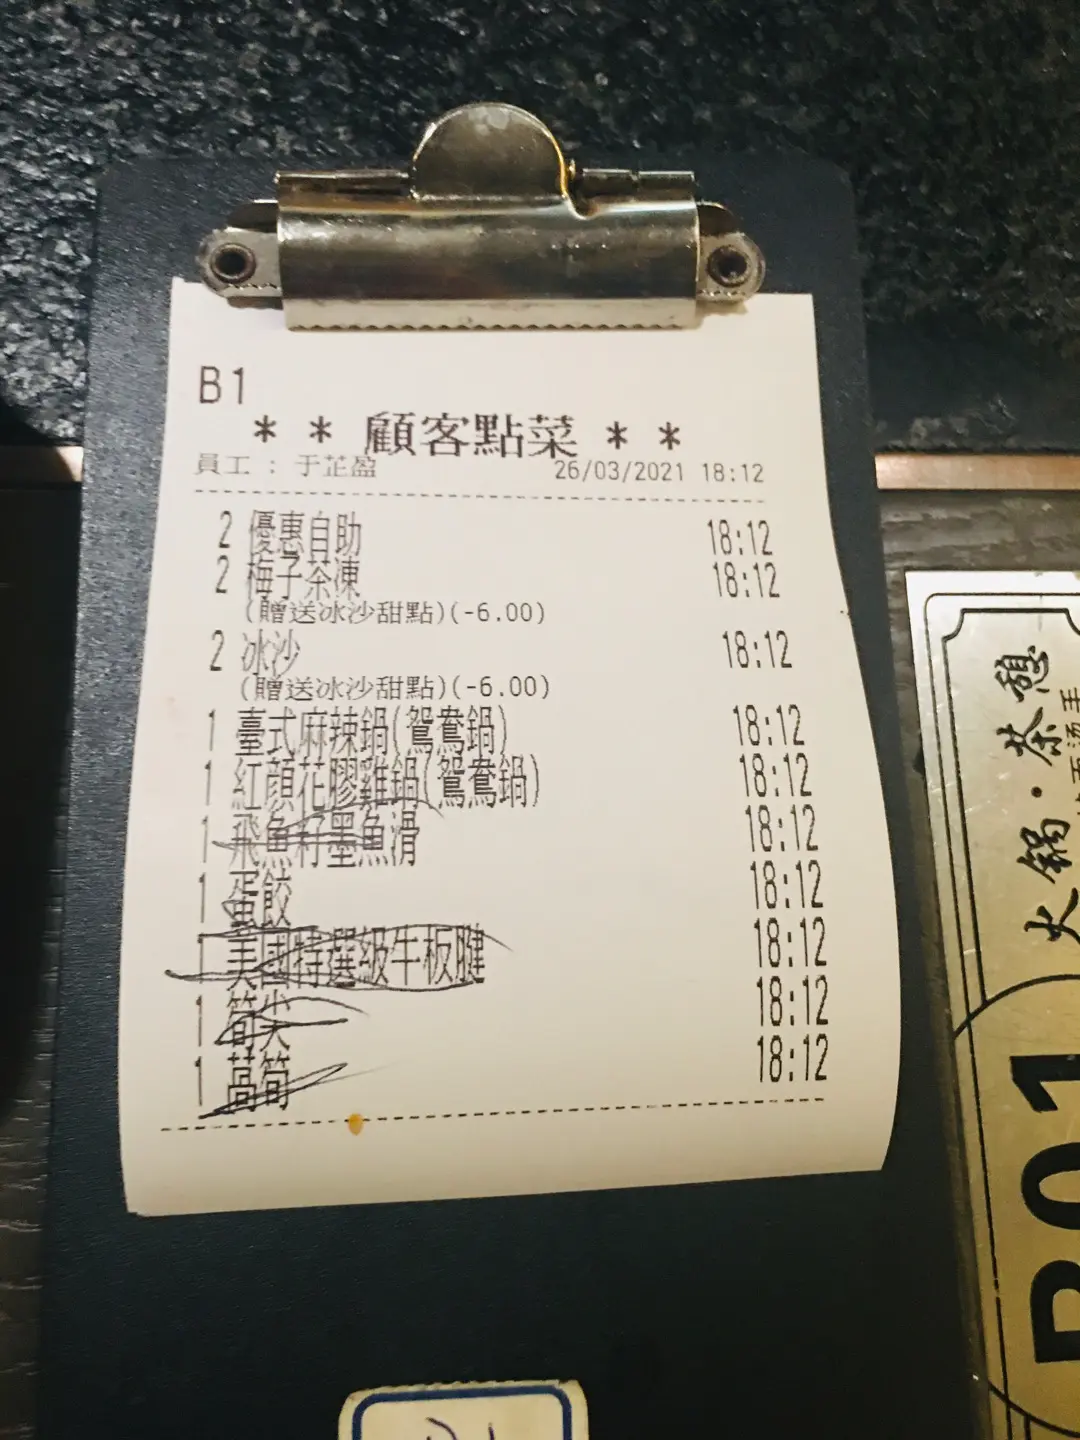 B1
** 顧客點菜 **
員工 : 于芷盈 26/03/2021 18:12
2 優惠自助 18:12
2 梅子茶凍 18:12
(贈送冰沙甜點)(-6.00)
2 冰沙 18:12
(贈送冰沙甜點)(-6.00)
1 臺式麻辣鍋(鴛鴦鍋) 18:12
1 紅顔花膠雞鍋(鴛鴦鍋) 18:12
1 飛魚籽墨魚滑 18:12
1 蛋餃 18:12
1 美國特選級牛板腱 18:12
1 筍尖 18:12
1 萵筍 18:12
火锅·茶憩
B01